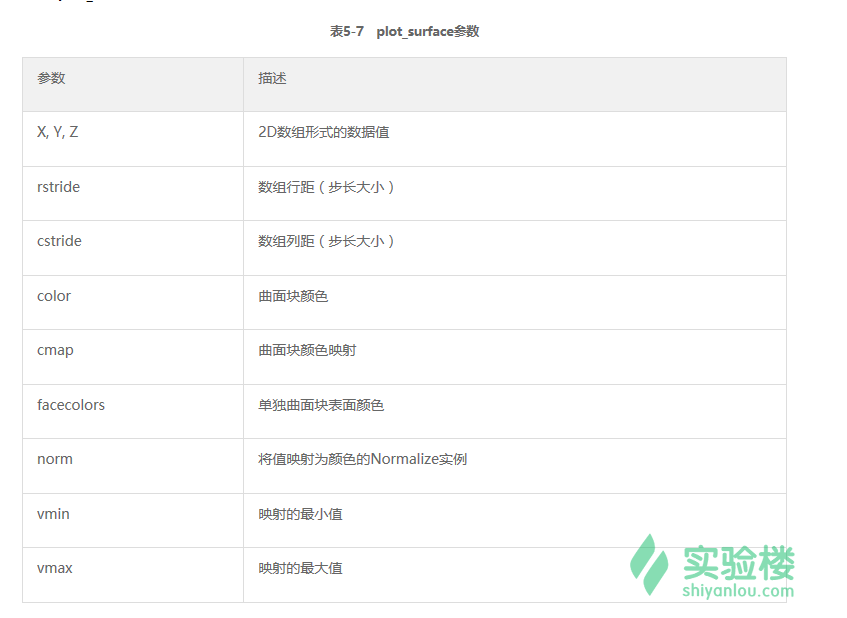 表5-7 plot_surface参数
参数 描述
X, Y, Z 2D数组形式的数据值
rstride 数组行距（步长大小）
cstride 数组列距（步长大小）
color 曲面块颜色
cmap 曲面块颜色映射
facecolors 单独曲面块表面颜色
norm 将值映射为颜色的Normalize实例
vmin 映射的最小值
vmax 映射的最大值
实验楼
shiyanlou.com